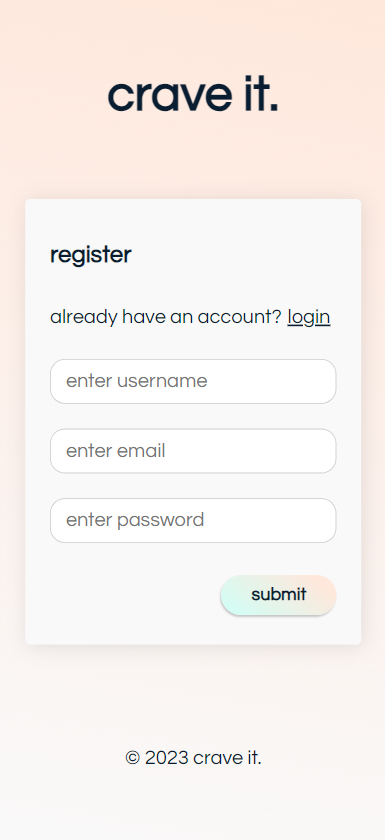 crave it.
register
already have an account? login
enter username
enter email
enter password
submit
© 2023 crave it.